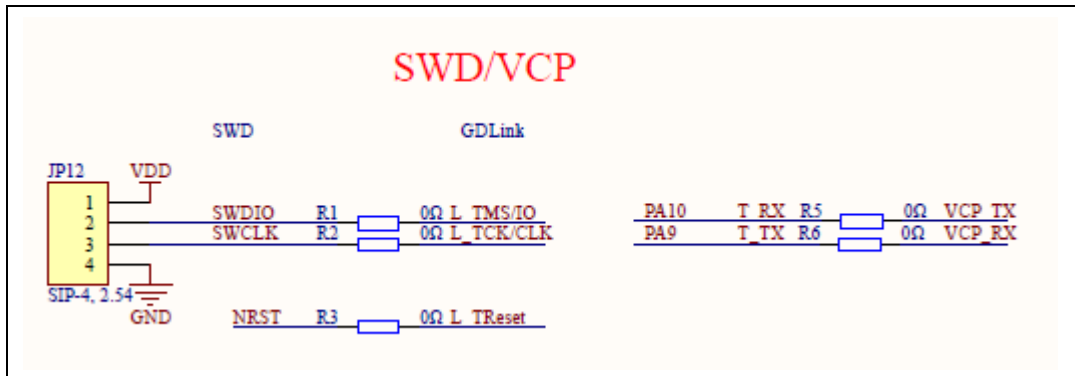 SWD/VCP
SWD GDLink
JP12 VDD
1
2 SWDIO R1 0Ω L_TMS/IO
3 SWCLK R2 0Ω L_TCK/CLK
4
SIP-4, 2.54
GND
NRST R3 0Ω L_TReset
PA10 T_RX R5 0Ω VCP_TX
PA9 T_TX R6 0Ω VCP_RX